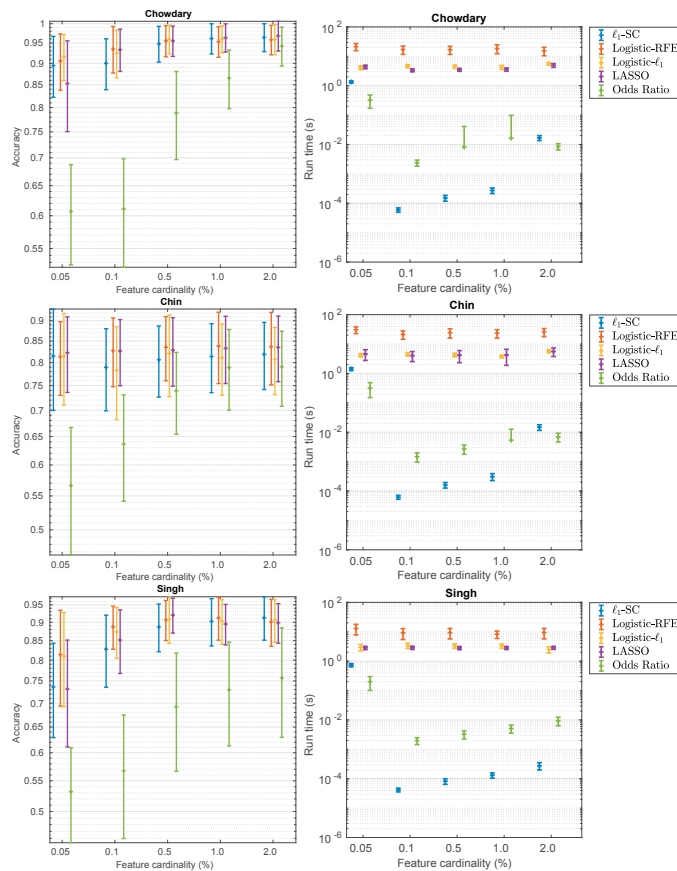 Chowdary
1
0.95
0.9
0.85
0.8
0.75
0.7
0.65
0.6
0.55
Accuracy
0.05 0.1 0.5 1.0 2.0
Feature cardinality (%)
Chowdary
10^2
10^0
10^-2
10^-4
10^-6
Run time (s)
0.05 0.1 0.5 1.0 2.0
Feature cardinality (%)
ℓ₁-SC
Logistic-RFE
Logistic-ℓ₁
LASSO
Odds Ratio
Chin
0.9
0.85
0.8
0.75
0.7
0.65
0.6
0.55
0.5
Accuracy
0.05 0.1 0.5 1.0 2.0
Feature cardinality (%)
Chin
10^2
10^0
10^-2
10^-4
10^-6
Run time (s)
0.05 0.1 0.5 1.0 2.0
Feature cardinality (%)
ℓ₁-SC
Logistic-RFE
Logistic-ℓ₁
LASSO
Odds Ratio
Singh
0.95
0.9
0.85
0.8
0.75
0.7
0.65
0.6
0.55
0.5
Accuracy
0.05 0.1 0.5 1.0 2.0
Feature cardinality (%)
Singh
10^2
10^0
10^-2
10^-4
10^-6
Run time (s)
0.05 0.1 0.5 1.0 2.0
Feature cardinality (%)
ℓ₁-SC
Logistic-RFE
Logistic-ℓ₁
LASSO
Odds Ratio